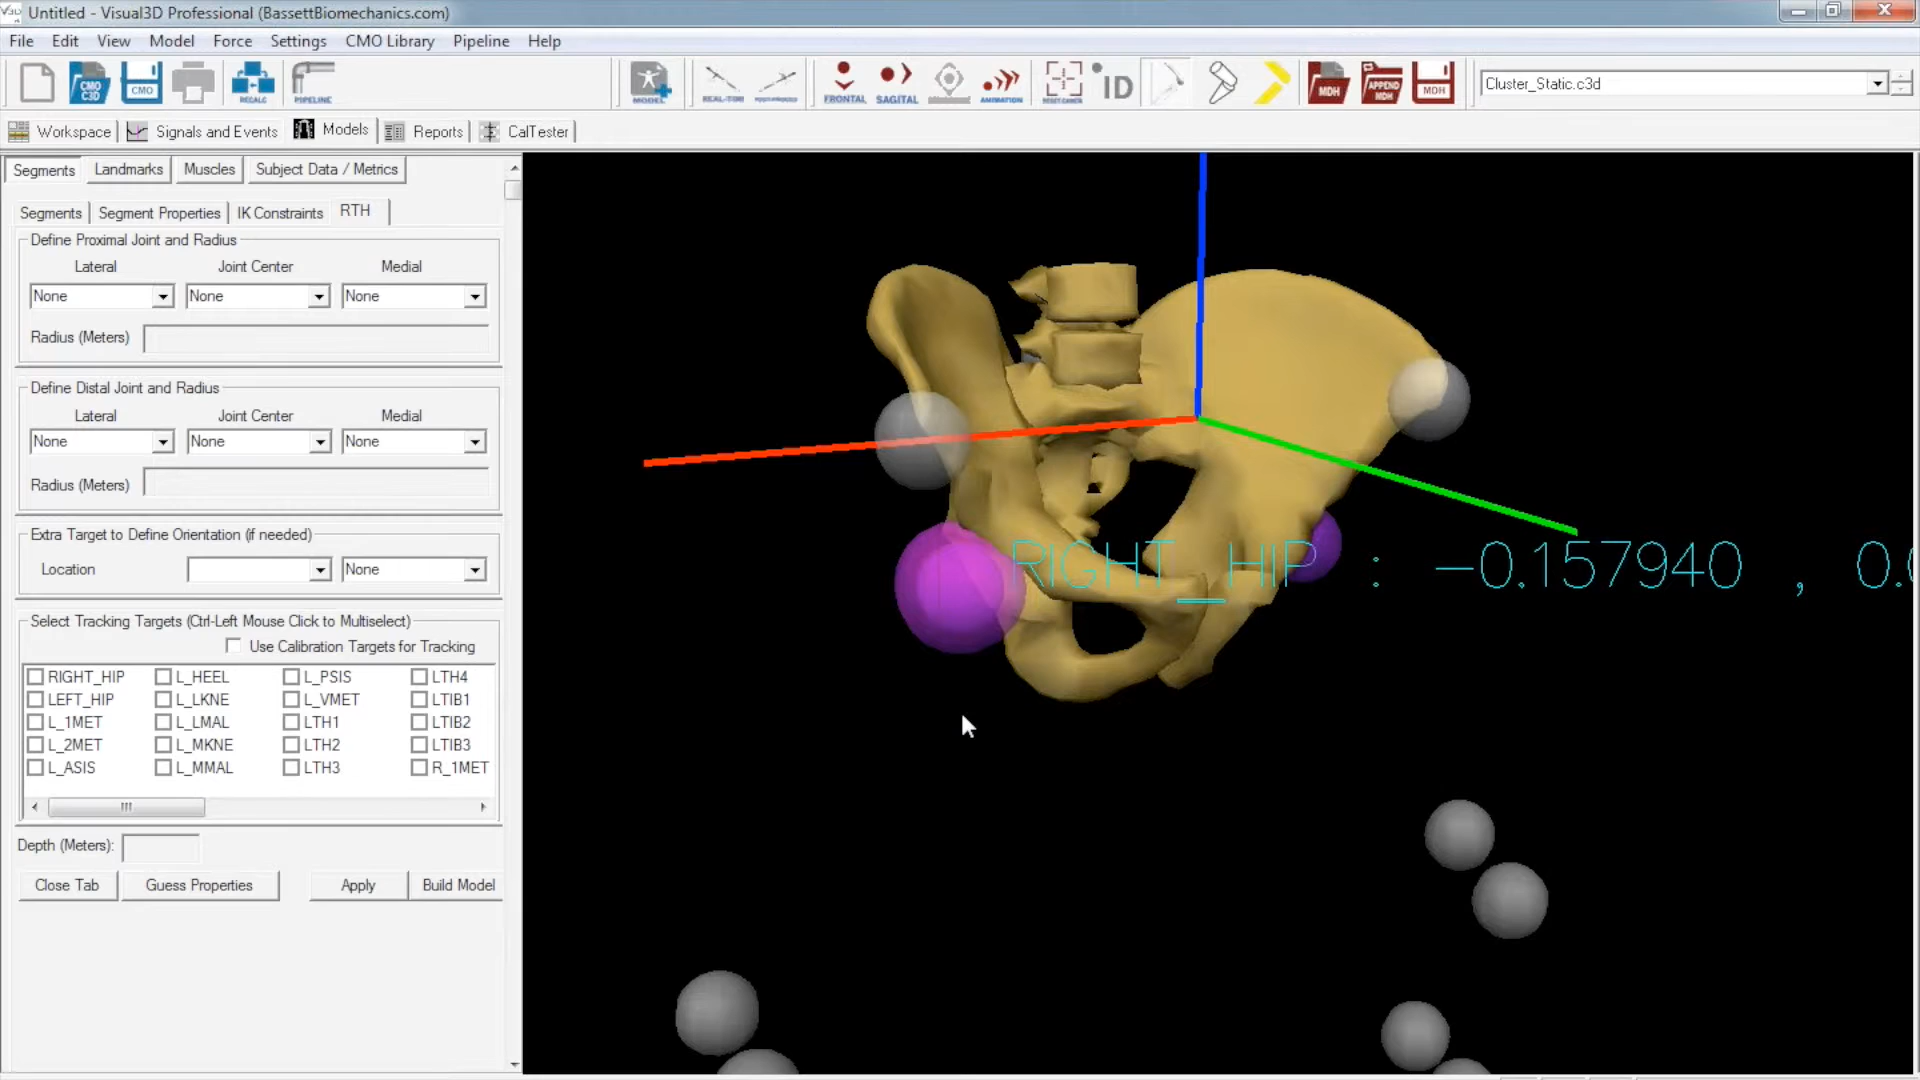 Untitled - Visual3D Professional (BassettBiomechanics.com)
File Edit View Model Force Settings CMO Library Pipeline Help
CMO C3D CMO RECALC PIPELINE MODEL FRONTAL SAGITAL ANIMATION ID MDH APPEND MDH MDH Cluster_Static.c3d
Workspace Signals and Events Models Reports CalTester
Segments Landmarks Muscles Subject Data / Metrics
Segments Segment Properties IK Constraints RTH
Define Proximal Joint and Radius
Lateral Joint Center Medial
None None None
Radius (Meters)
Define Distal Joint and Radius
Lateral Joint Center Medial
None None None
Radius (Meters)
Extra Target to Define Orientation (if needed)
Location None
Select Tracking Targets (Ctrl-Left Mouse Click to Multiselect)
Use Calibration Targets for Tracking
RIGHT_HIP L_HEEL L_PSIS LTH4
LEFT_HIP L_LKNE L_VMET LTIB1
L_1MET L_LMAL LTH1 LTIB2
L_2MET L_MKNE LTH2 LTIB3
L_ASIS L_MMAL LTH3 R_1MET
Depth (Meters):
Close Tab Guess Properties Apply Build Model
RIGHT_HIP : -0.157940 , 0.0